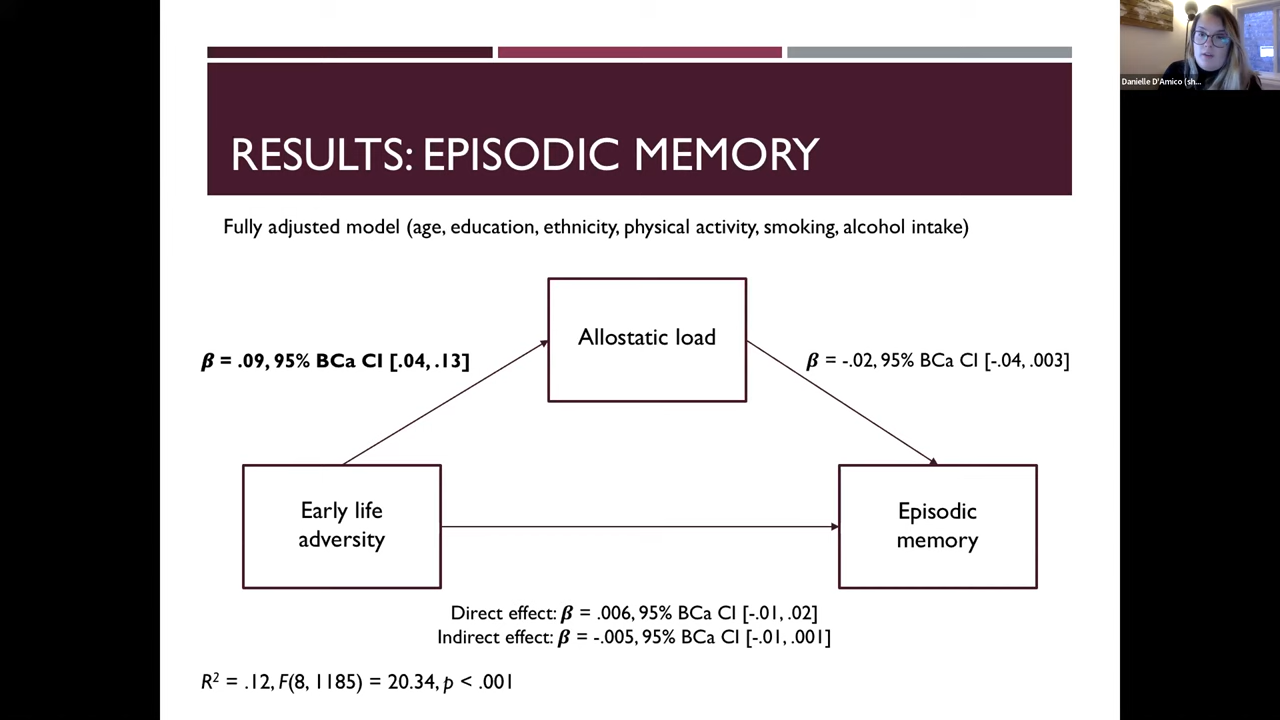 Danielle D'Amico (sh...
RESULTS: EPISODIC MEMORY
Fully adjusted model (age, education, ethnicity, physical activity, smoking, alcohol intake)
Allostatic load
β = .09, 95% BCa CI [.04, .13]
β = -.02, 95% BCa CI [-.04, .003]
Early life
adversity
Episodic
memory
Direct effect: β = .006, 95% BCa CI [-.01, .02]
Indirect effect: β = -.005, 95% BCa CI [-.01, .001]
R² = .12, F(8, 1185) = 20.34, p < .001